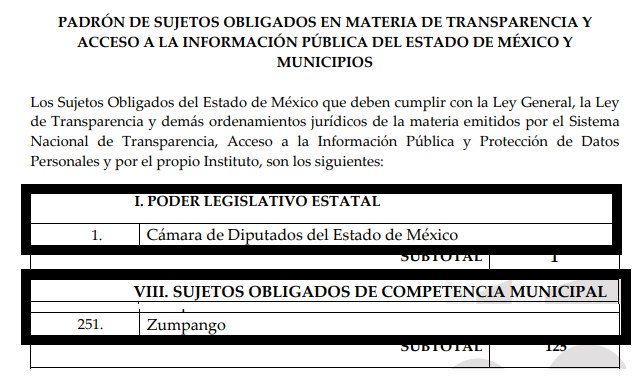 PADRÓN DE SUJETOS OBLIGADOS EN MATERIA DE TRANSPARENCIA Y
ACCESO A LA INFORMACIÓN PÚBLICA DEL ESTADO DE MÉXICO Y
MUNICIPIOS
Los Sujetos Obligados del Estado de México que deben cumplir con la Ley General, la Ley
de Transparencia y demás ordenamientos jurídicos de la materia emitidos por el Sistema
Nacional de Transparencia, Acceso a la Información Pública y Protección de Datos
Personales y por el propio Instituto, son los siguientes:
I. PODER LEGISLATIVO ESTATAL
1. Cámara de Diputados del Estado de México
SUBTOTAL 1
VIII. SUJETOS OBLIGADOS DE COMPETENCIA MUNICIPAL
251. Zumpango
SUBTOTAL 125